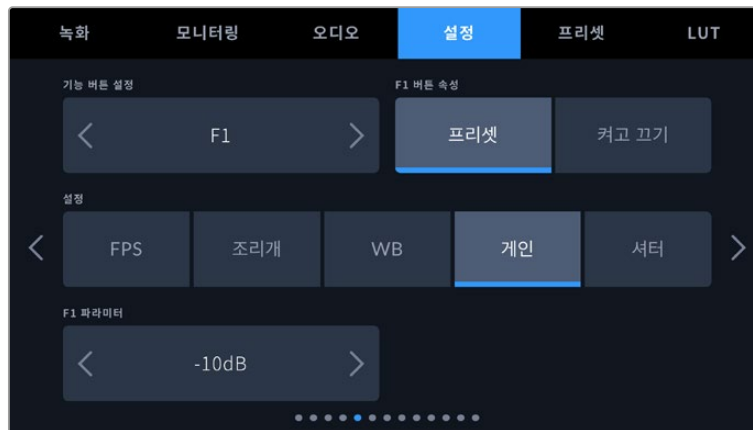 녹화 모니터링 오디오 설정 프리셋 LUT
기능 버튼 설정 F1 버튼 속성
F1 프리셋 켜고 끄기
설정
FPS 조리개 WB 게인 셔터
F1 파라미터
-10dB